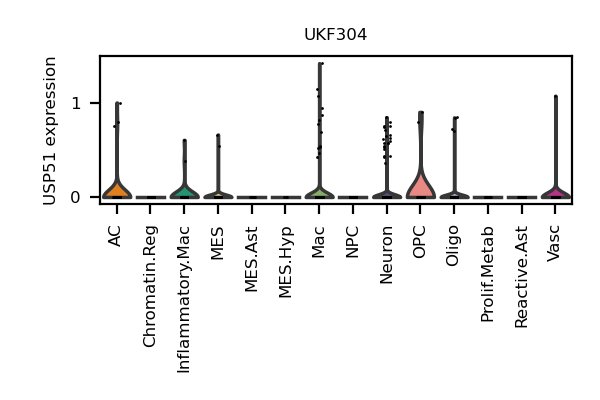 UKF304
USP51 expression
1
0
AC
Chromatin.Reg
Inflammatory.Mac
MES
MES.Ast
MES.Hyp
Mac
NPC
Neuron
OPC
Oligo
Prolif.Metab
Reactive.Ast
Vasc